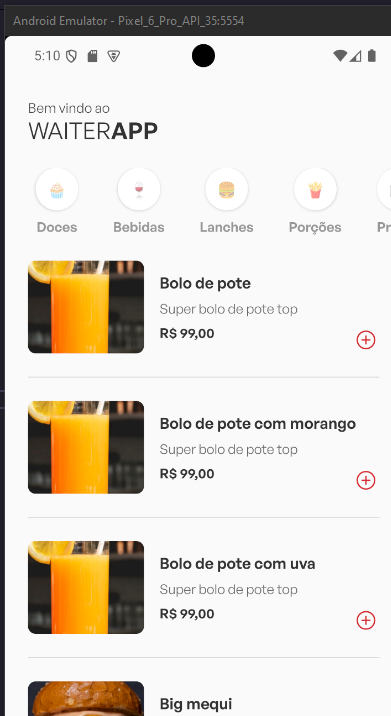 Android Emulator - Pixel_6_Pro_API_35:5554
5:10
Bem vindo ao
WAITERAPP
Doces Bebidas Lanches Porções Pr
Bolo de pote
Super bolo de pote top
R$ 99,00
Bolo de pote com morango
Super bolo de pote top
R$ 99,00
Bolo de pote com uva
Super bolo de pote top
R$ 99,00
Big mequi